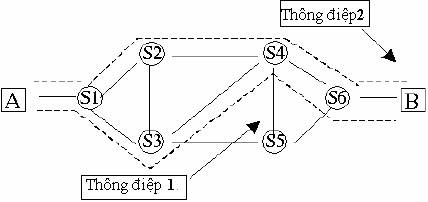 Thông điệp2
S2
S4
A
S1
S6
B
S3
S5
Thông điệp 1